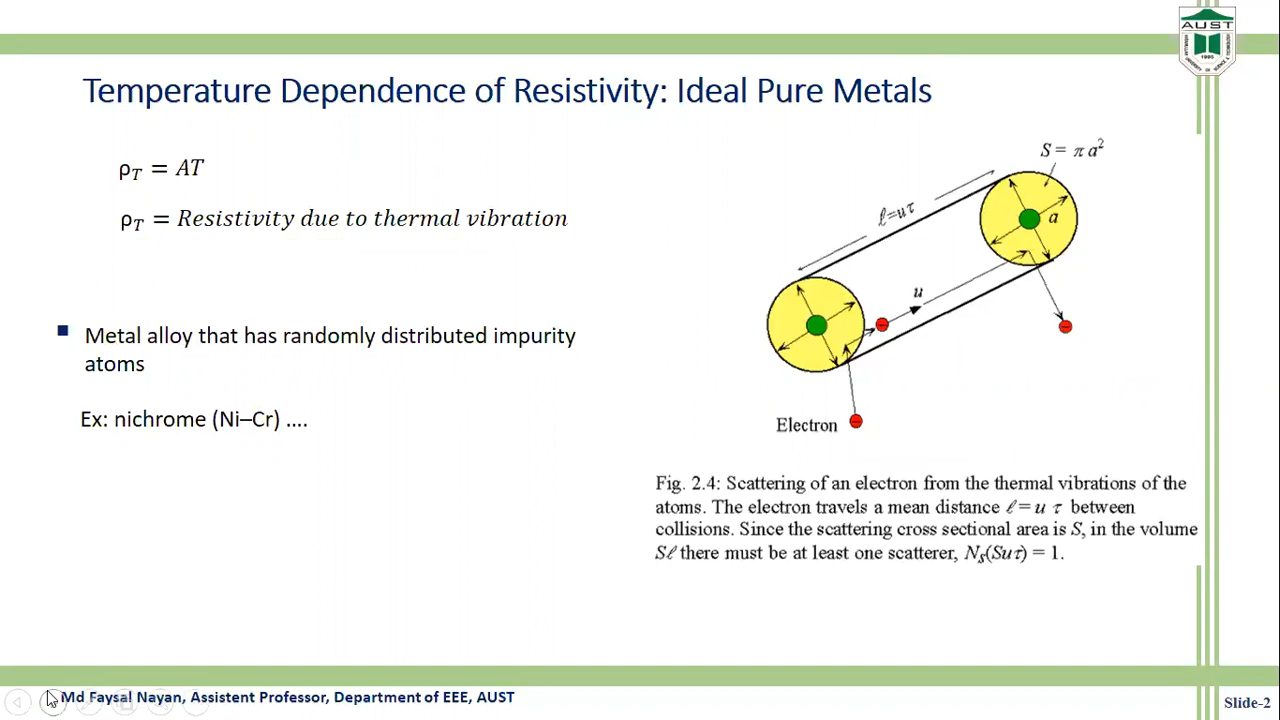 AUST
1995
Temperature Dependence of Resistivity: Ideal Pure Metals
ρ_T = AT
ρ_T = Resistivity due to thermal vibration
Metal alloy that has randomly distributed impurity
atoms
Ex: nichrome (Ni–Cr) ....
S = π a²
ℓ=uτ
a
u
Electron
Fig. 2.4: Scattering of an electron from the thermal vibrations of the
atoms. The electron travels a mean distance ℓ = u τ between
collisions. Since the scattering cross sectional area is S, in the volume
Sℓ there must be at least one scatterer, N_s(Suτ) = 1.
Md Faysal Nayan, Assistent Professor, Department of EEE, AUST
Slide-2